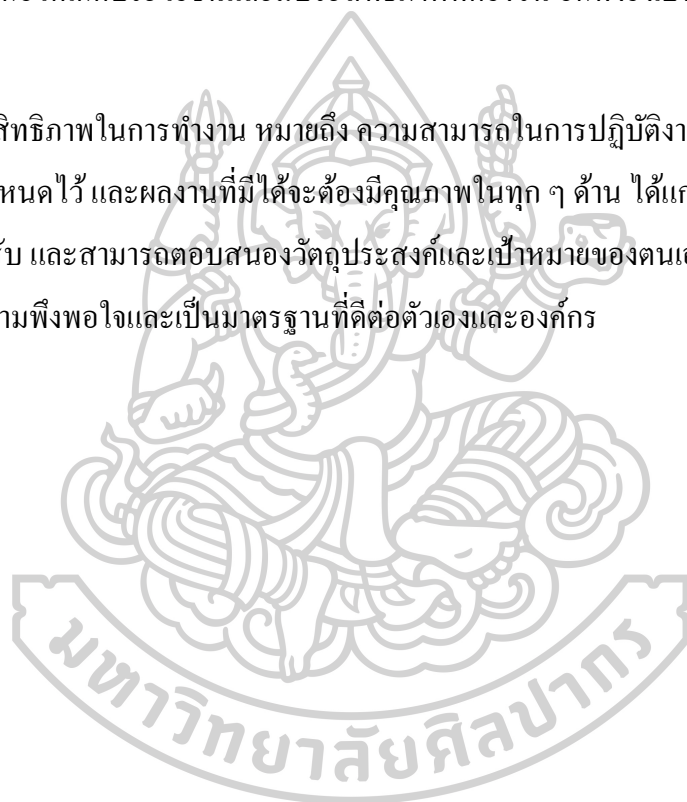 สิทธิภาพในการทำงาน หมายถึง ความสามารถในการปฏิบัติงา
หนดไว้ และผลงานที่มีได้จะต้องมีคุณภาพในทุก ๆ ด้าน ได้แก
รับ และสามารถตอบสนองวัตถุประสงค์และเป้าหมายของตนเอ
ามพึงพอใจและเป็นมาตรฐานที่ดีต่อตัวเองและองค์กร
มหาวิทยาลัยศิลปากร